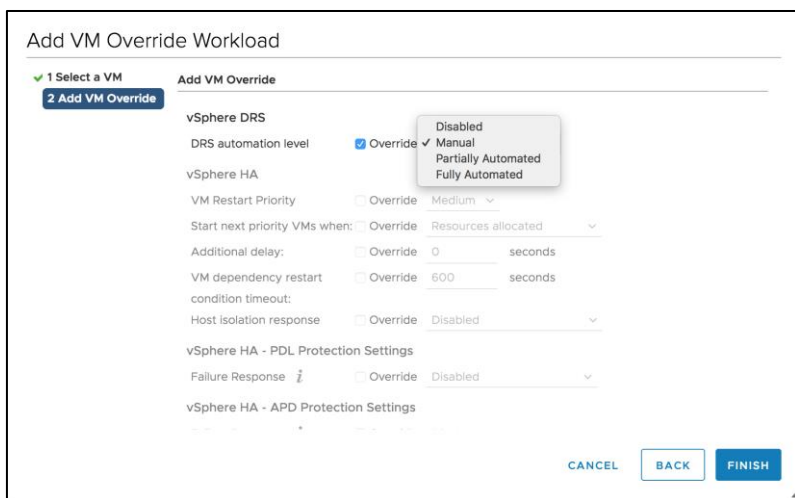 Add VM Override Workload
1 Select a VM
2 Add VM Override
Add VM Override
vSphere DRS
DRS automation level Override Manual
Disabled
Partially Automated
Fully Automated
vSphere HA
VM Restart Priority Override Medium
Start next priority VMs when: Override Resources allocated
Additional delay: Override 0 seconds
VM dependency restart Override 600 seconds
condition timeout:
Host isolation response Override Disabled
vSphere HA - PDL Protection Settings
Failure Response i Override Disabled
vSphere HA - APD Protection Settings
CANCEL BACK FINISH